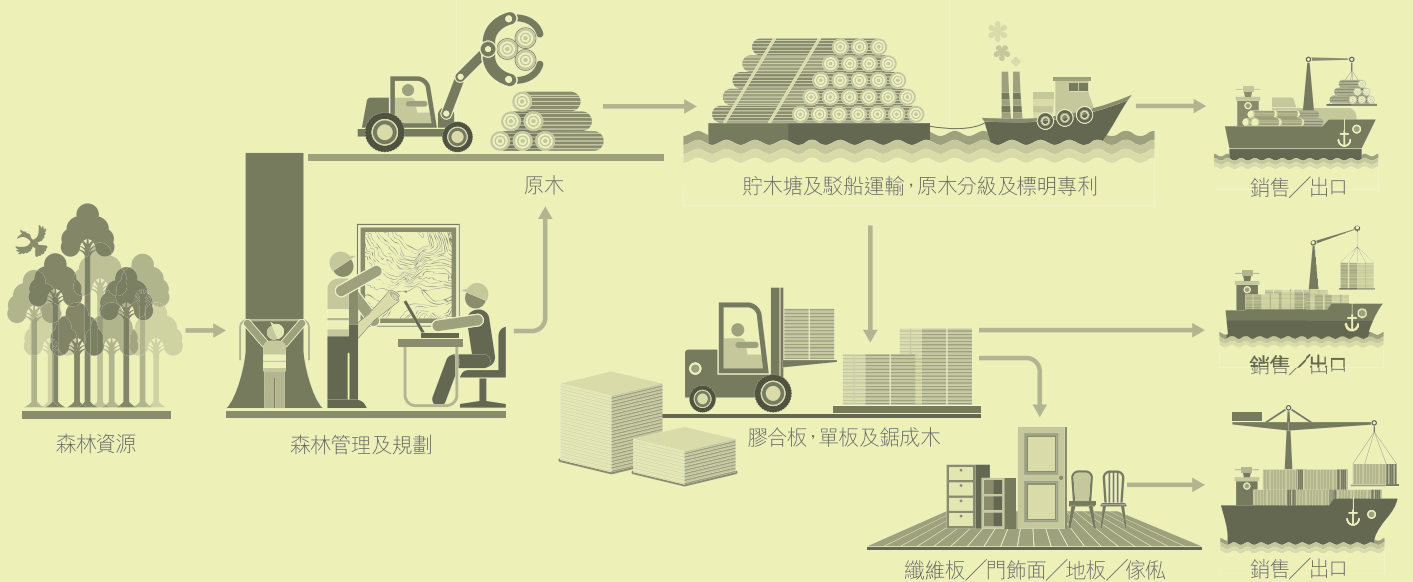 原木
貯木塘及駁船運輸，原木分級及標明專利
銷售／出口
銷售／出口
森林資源
森林管理及規劃
膠合板，單板及鋸成木
纖維板／門飾面／地板／傢俬
銷售／出口